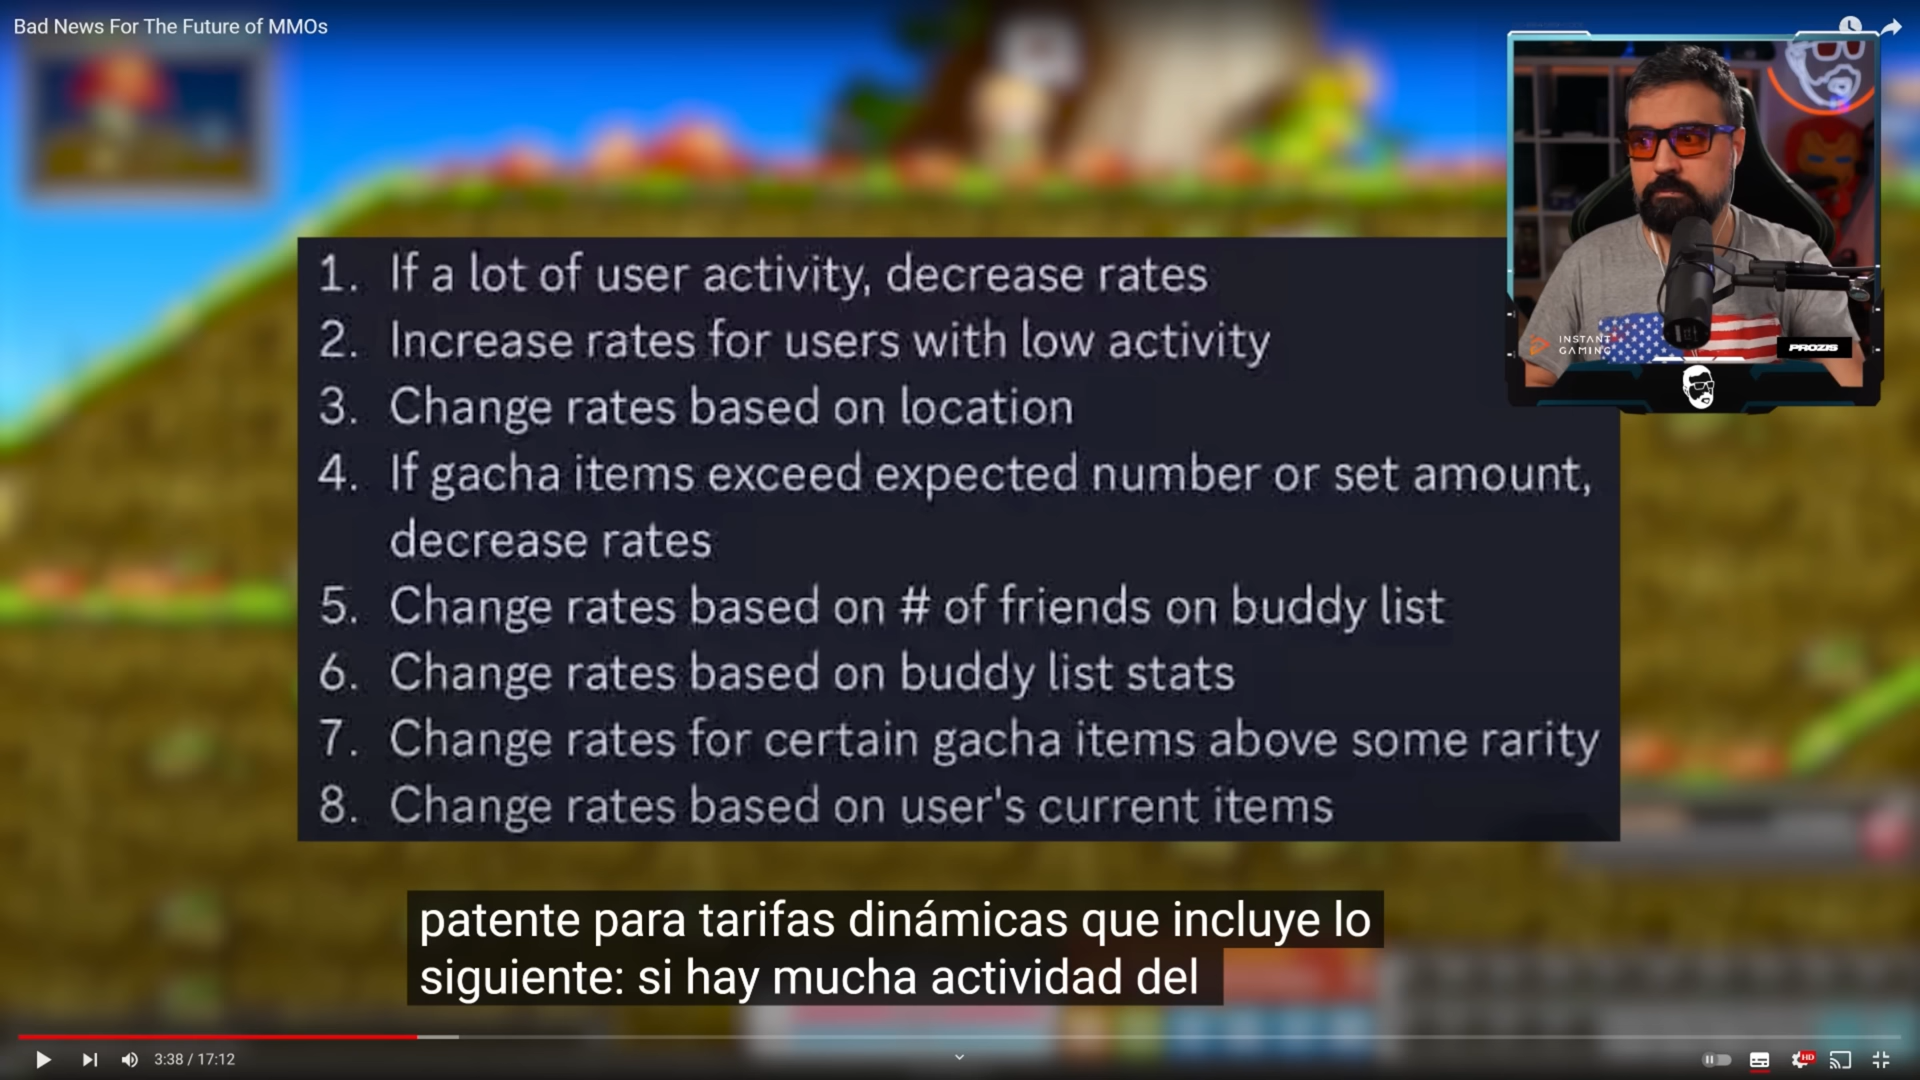 Bad News For The Future of MMOs
INSTANT
GAMING
PROZIS
1. If a lot of user activity, decrease rates
2. Increase rates for users with low activity
3. Change rates based on location
4. If gacha items exceed expected number or set amount,
decrease rates
5. Change rates based on # of friends on buddy list
6. Change rates based on buddy list stats
7. Change rates for certain gacha items above some rarity
8. Change rates based on user's current items
patente para tarifas dinámicas que incluye lo
siguiente: si hay mucha actividad del
3:38 / 17:12
HD